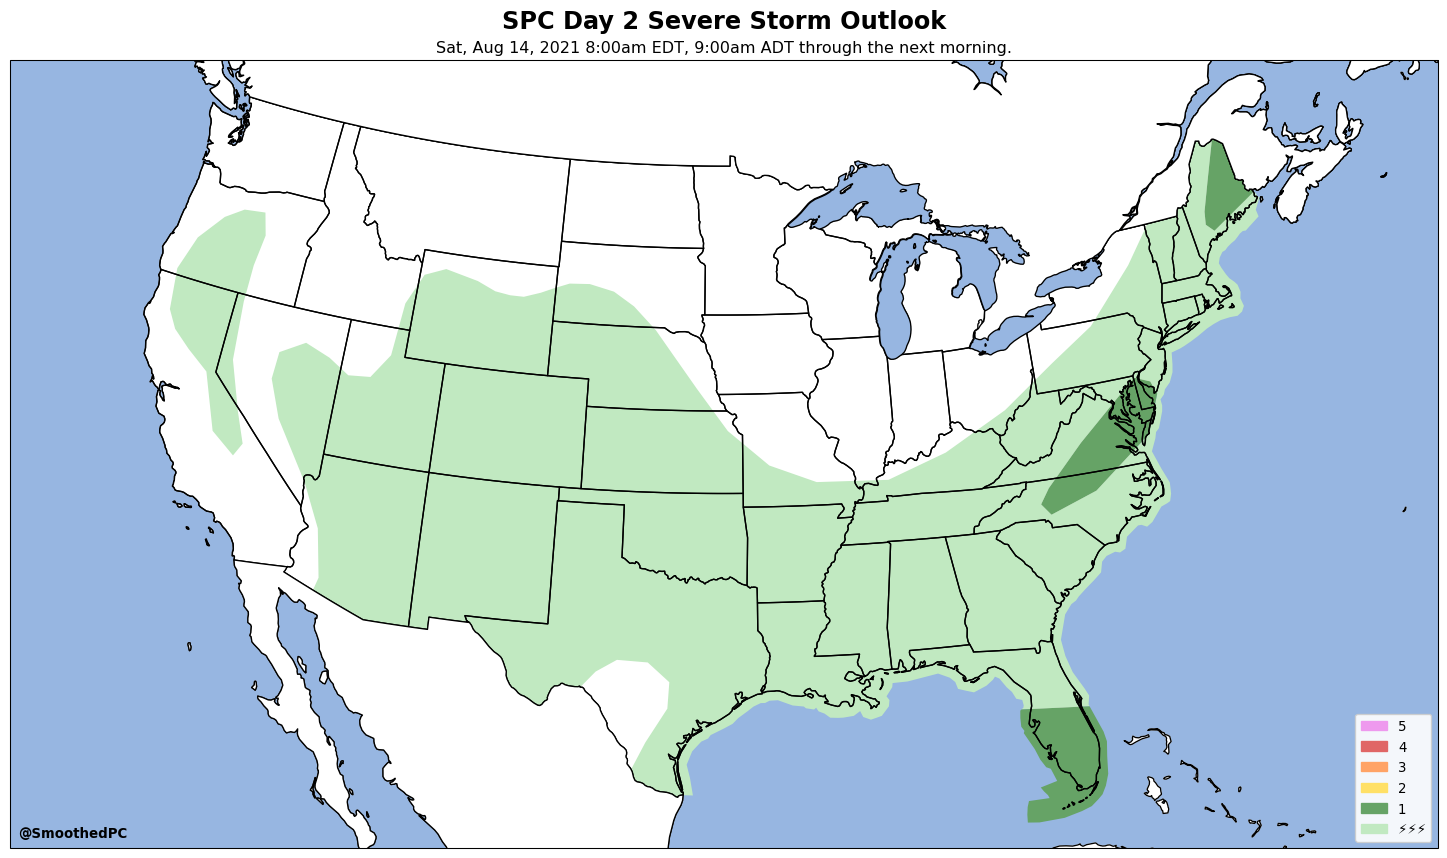 SPC Day 2 Severe Storm Outlook
Sat, Aug 14, 2021 8:00am EDT, 9:00am ADT through the next morning.
5
4
3
2
1
⚡⚡⚡
@SmoothedPC